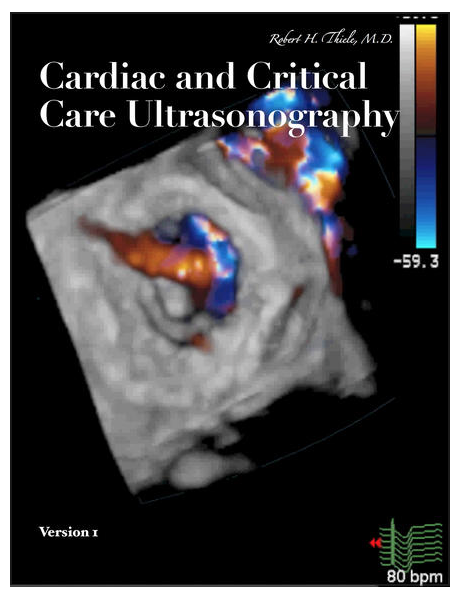 Robert H. Thiele, M.D.
Cardiac and Critical
Care Ultrasonography
-59.3
Version 1
80 bpm